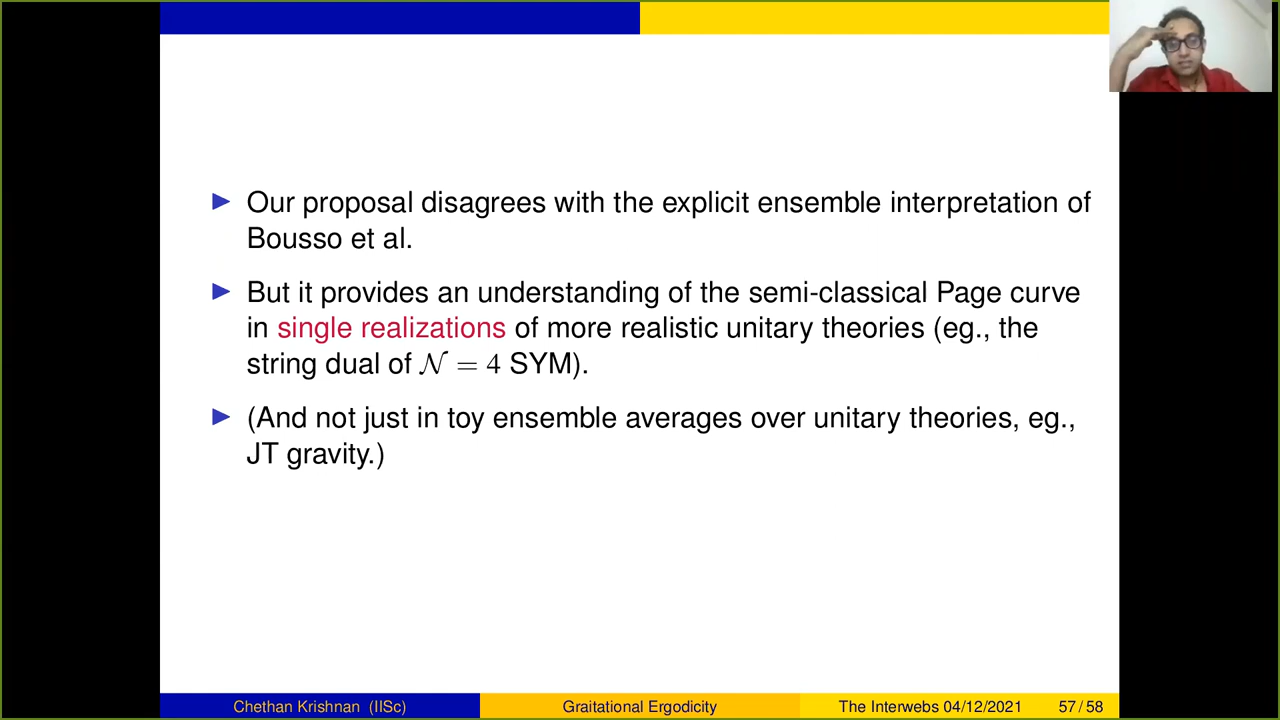 Our proposal disagrees with the explicit ensemble interpretation of
Bousso et al.
But it provides an understanding of the semi-classical Page curve
in single realizations of more realistic unitary theories (eg., the
string dual of 𝒩 = 4 SYM).
(And not just in toy ensemble averages over unitary theories, eg.,
JT gravity.)
Chethan Krishnan (IISc) Graitational Ergodicity The Interwebs 04/12/2021 57 / 58